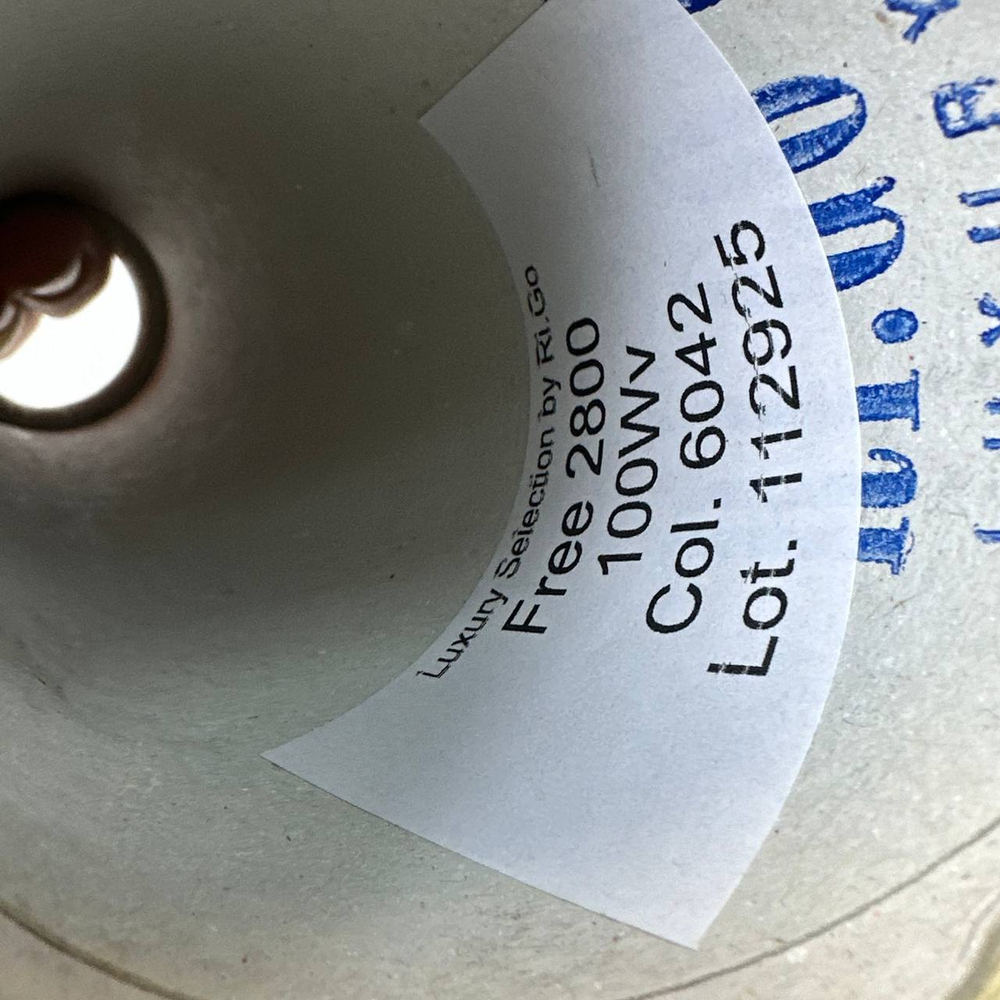 Luxury Selection by Ri.Go
Free 2800
100Wv
Col. 6042
Lot. 112925